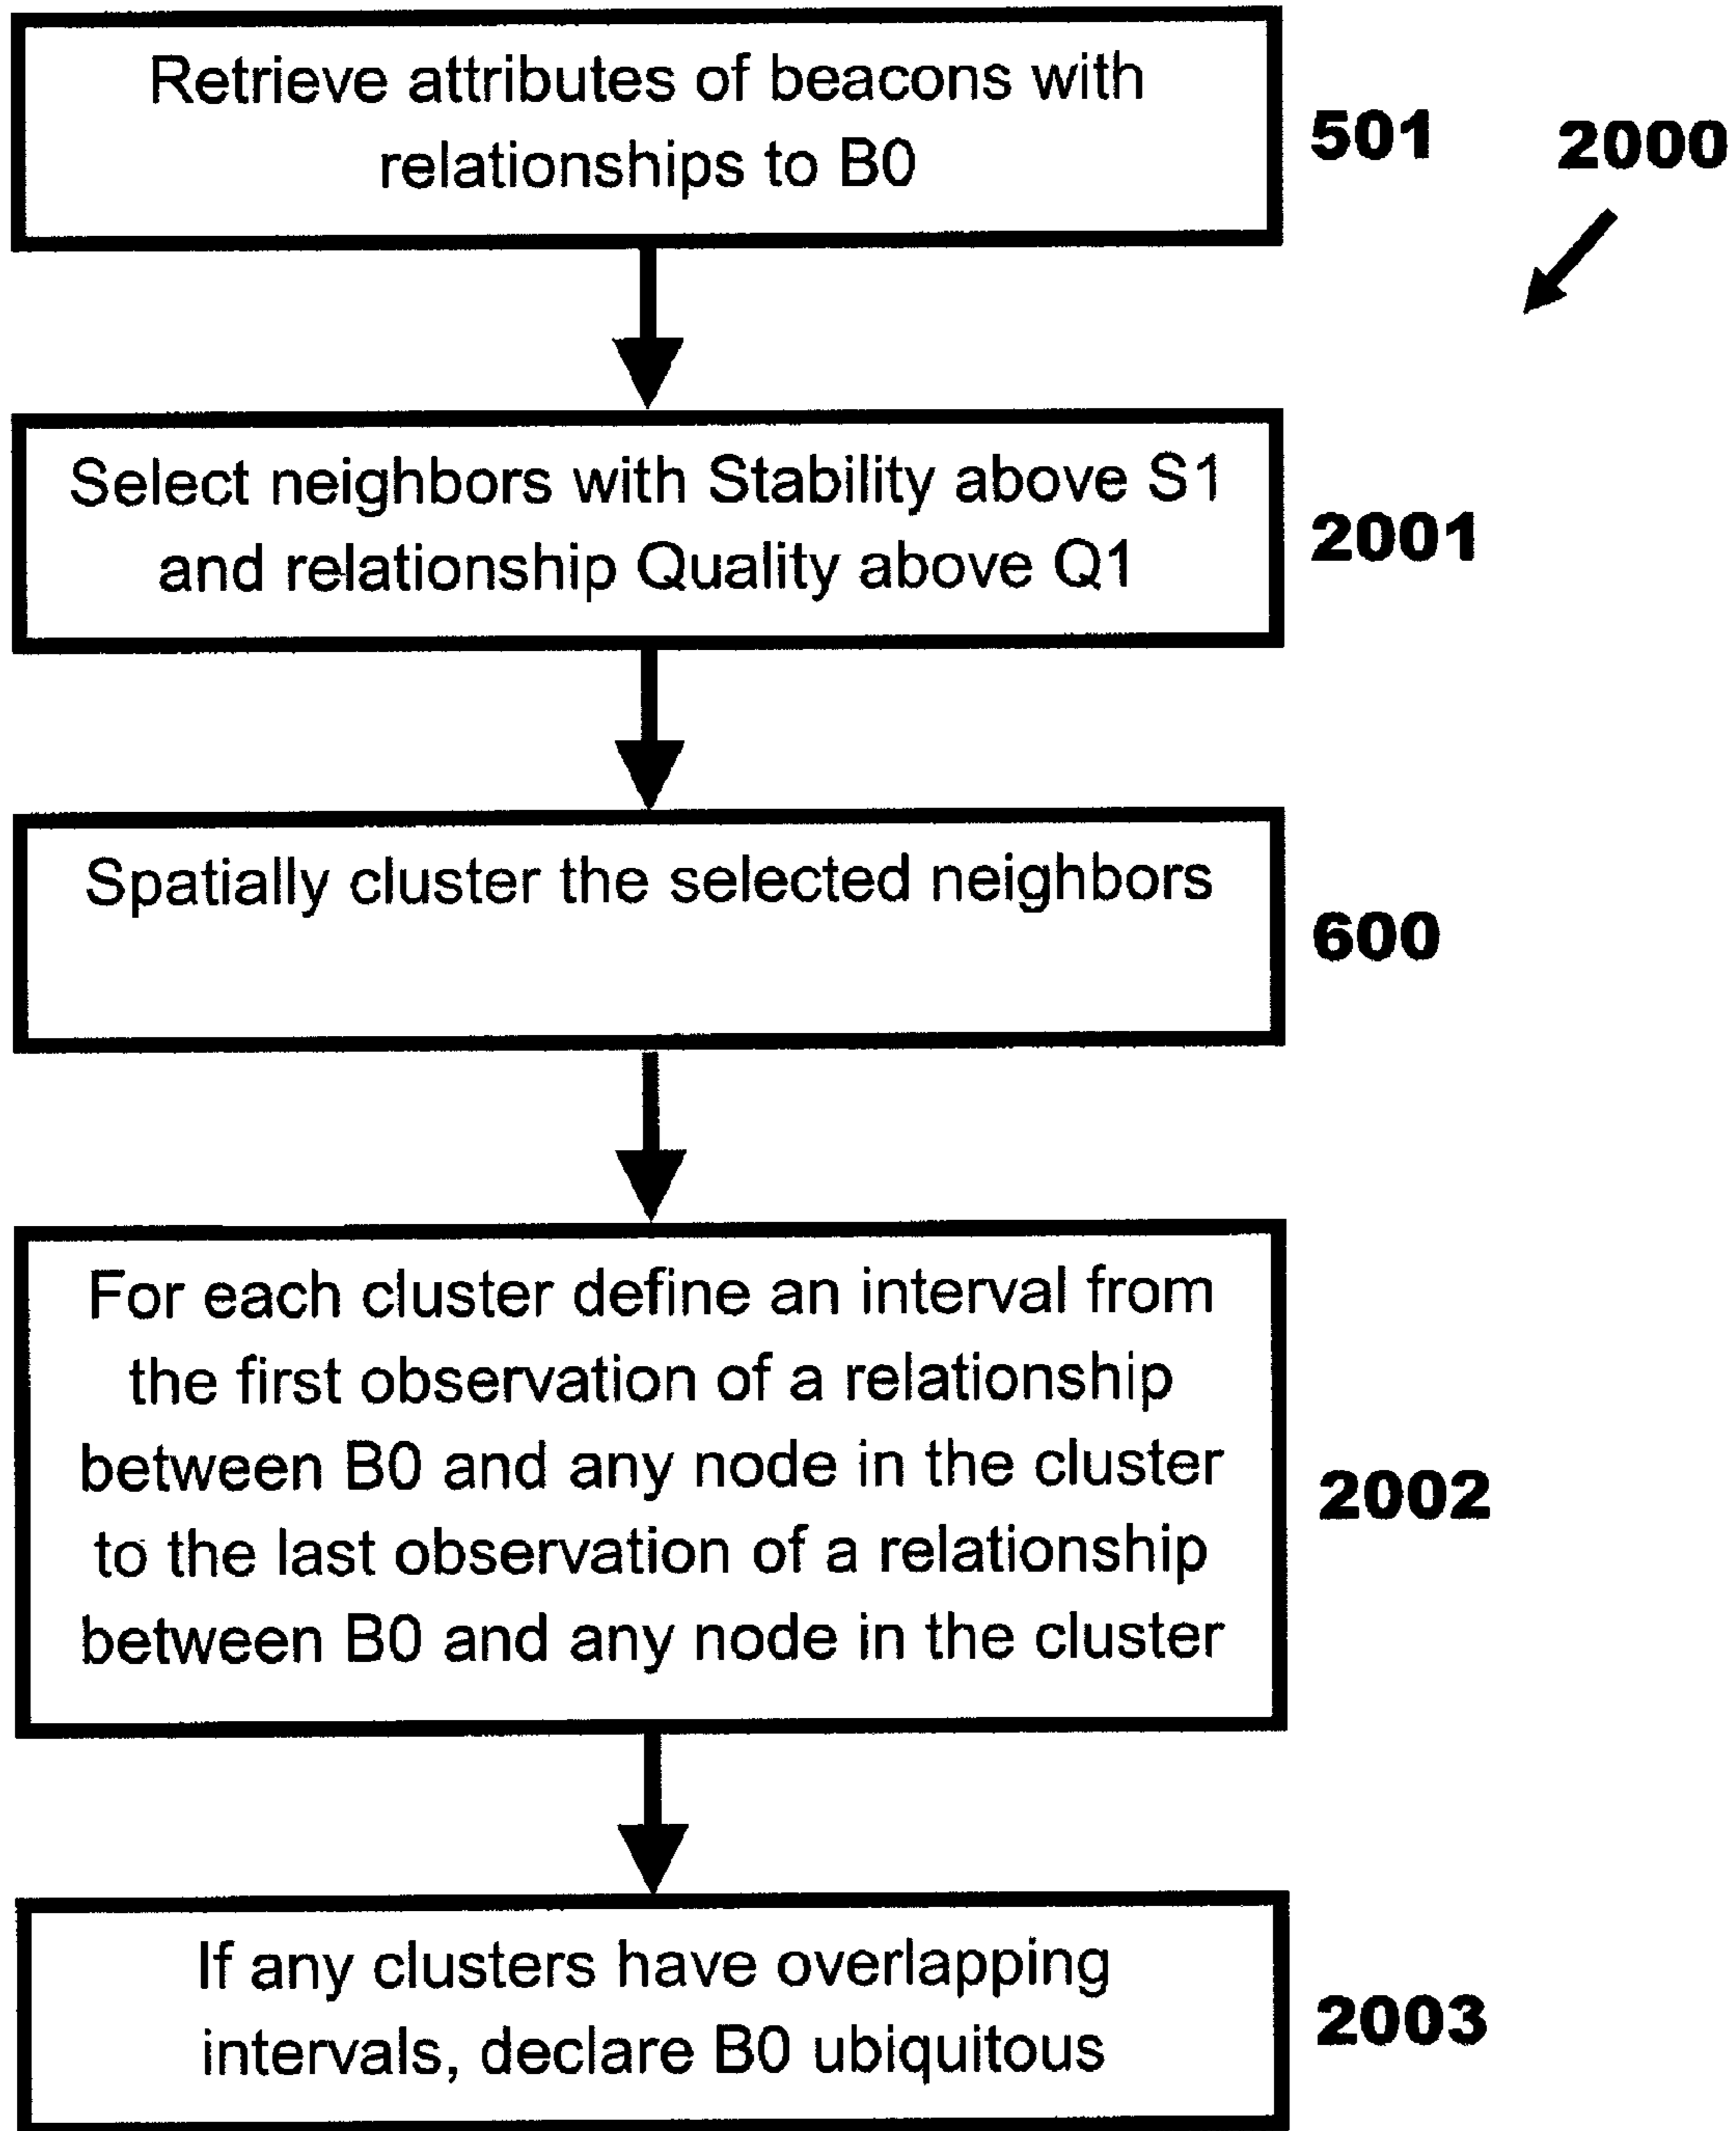 Retrieve attributes of beacons with
relationships to B0
501
2000
Select neighbors with Stability above S1
and relationship Quality above Q1
2001
Spatially cluster the selected neighbors
600
For each cluster define an interval from
the first observation of a relationship
between B0 and any node in the cluster
to the last observation of a relationship
between B0 and any node in the cluster
2002
If any clusters have overlapping
intervals, declare B0 ubiquitous
2003